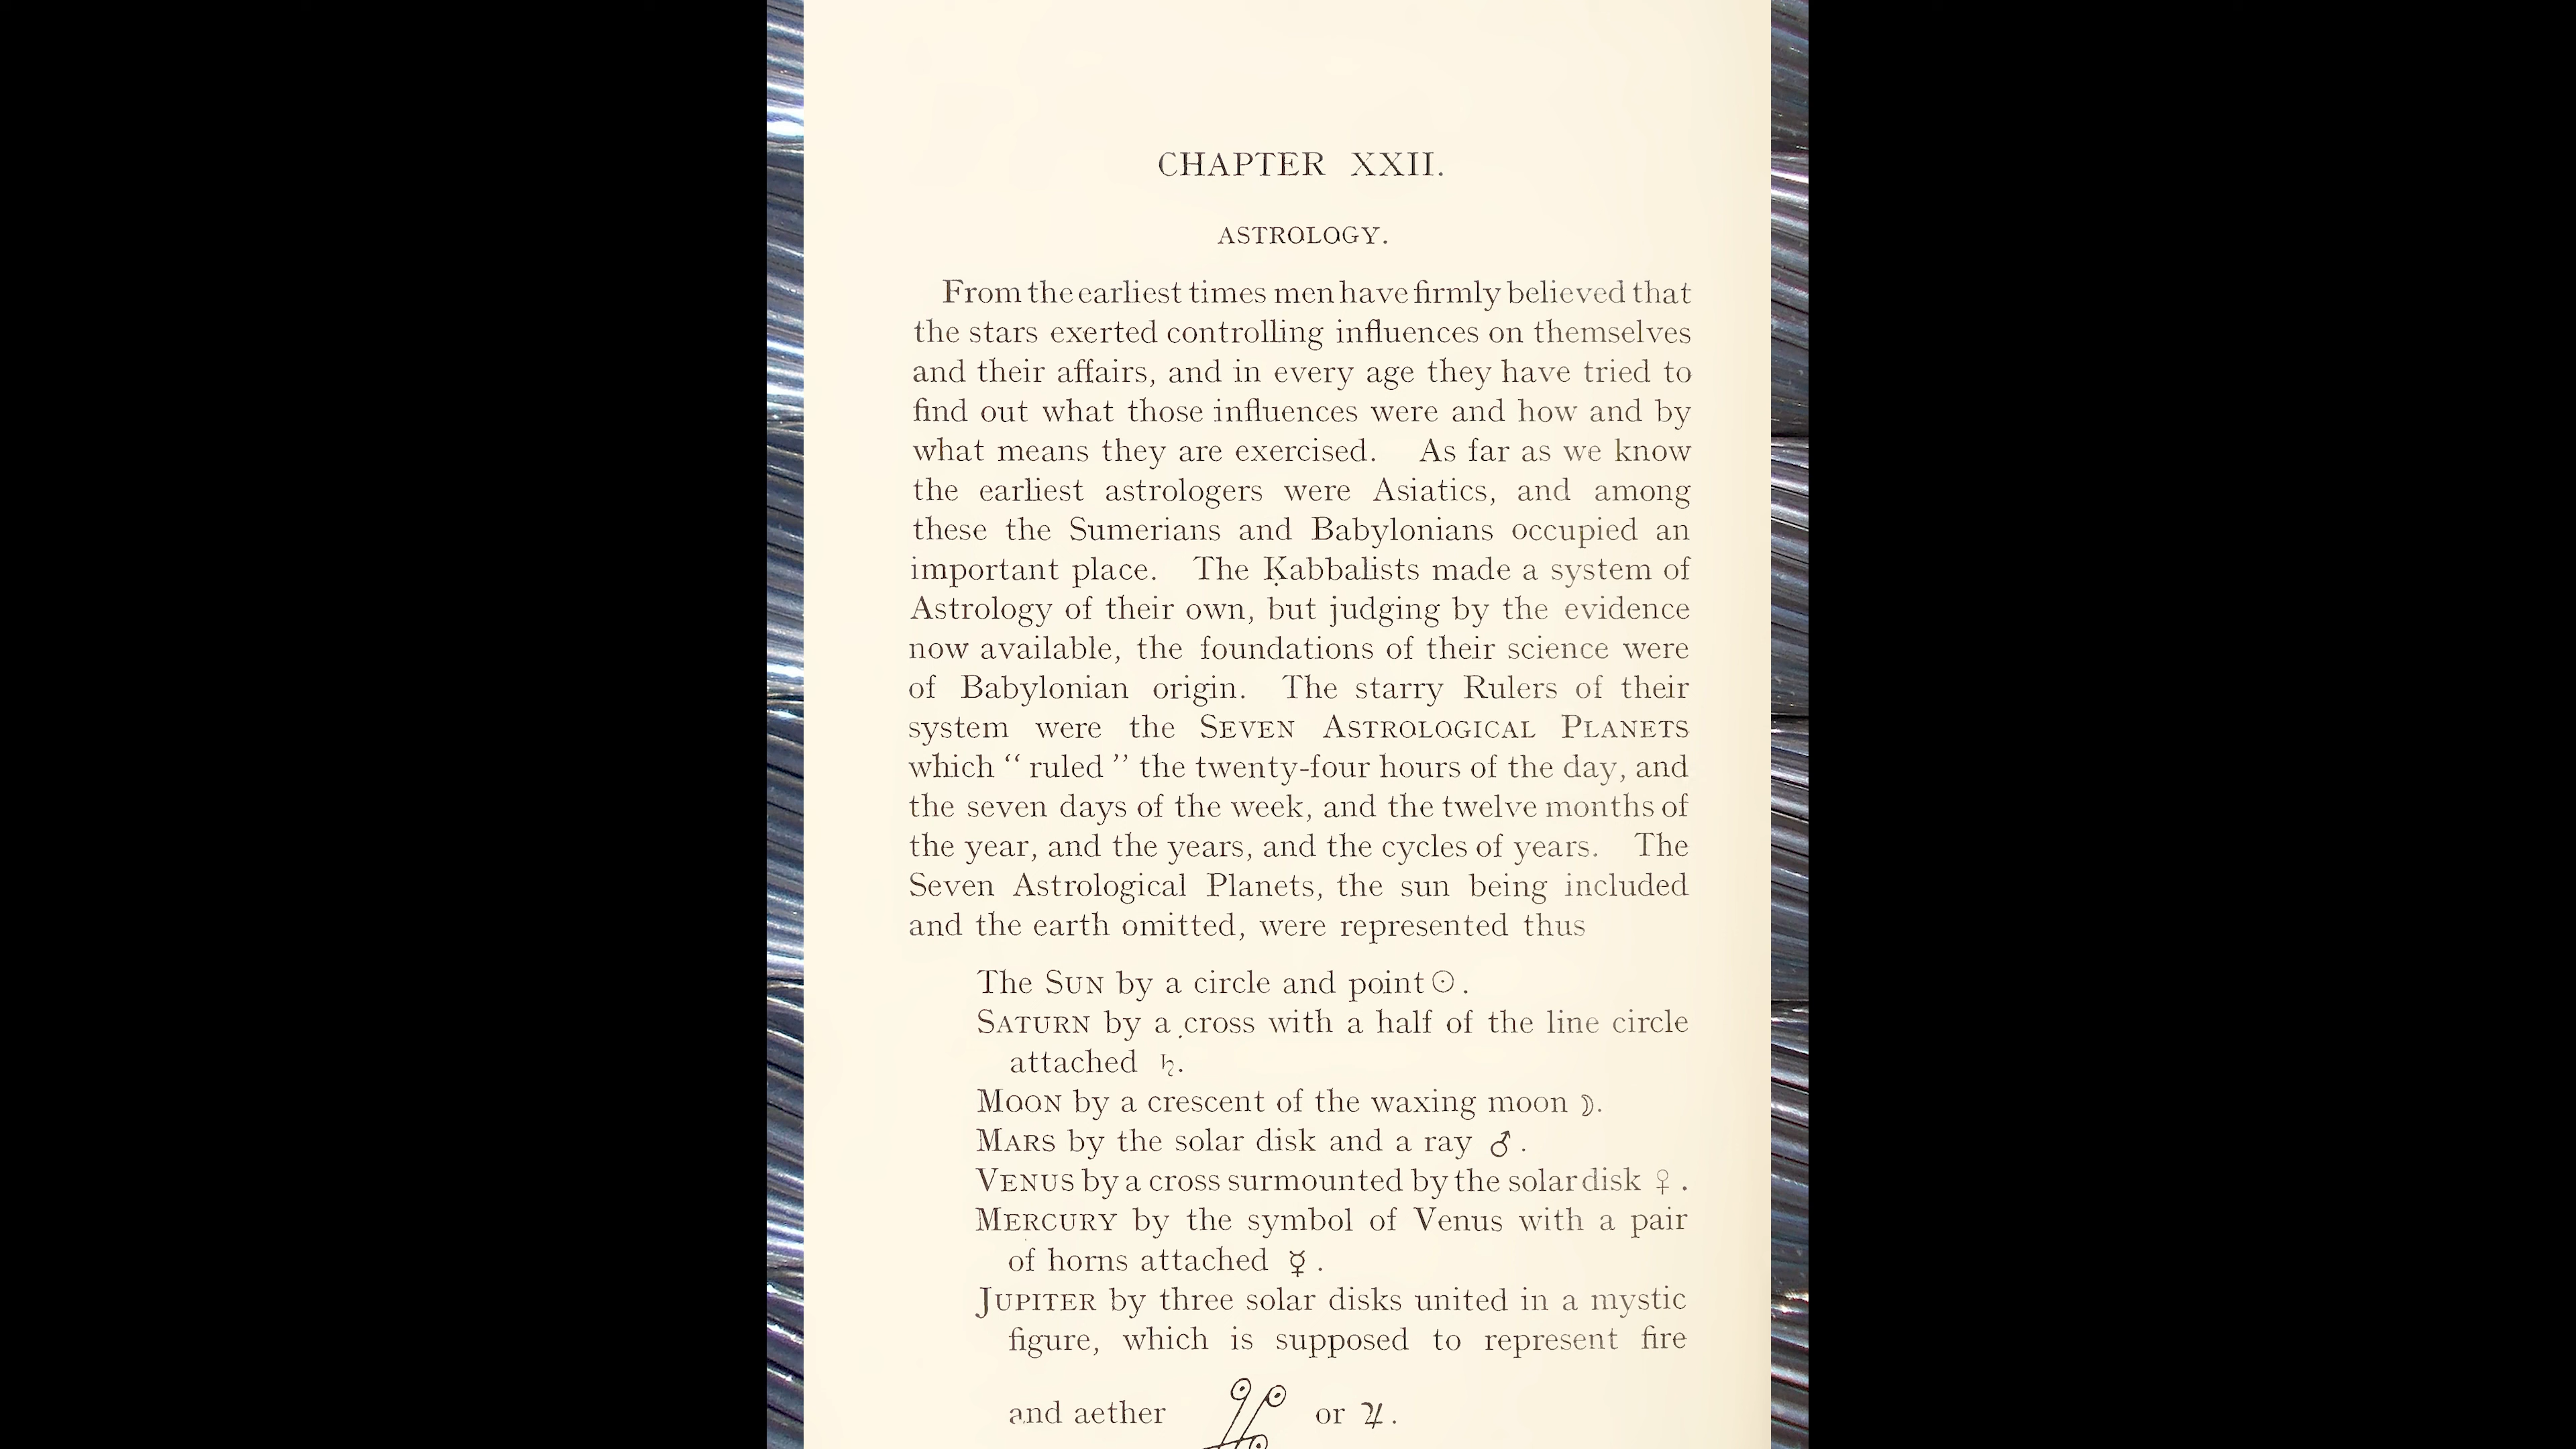 CHAPTER XXII.
ASTROLOGY.
From the earliest times men have firmly believed that
the stars exerted controlling influences on themselves
and their affairs, and in every age they have tried to
find out what those influences were and how and by
what means they are exercised. As far as we know
the earliest astrologers were Asiatics, and among
these the Sumerians and Babylonians occupied an
important place. The Ḳabbalists made a system of
Astrology of their own, but judging by the evidence
now available, the foundations of their science were
of Babylonian origin. The starry Rulers of their
system were the SEVEN ASTROLOGICAL PLANETS
which “ ruled ” the twenty-four hours of the day, and
the seven days of the week, and the twelve months of
the year, and the years, and the cycles of years. The
Seven Astrological Planets, the sun being included
and the earth omitted, were represented thus
The SUN by a circle and point ☉.
SATURN by a cross with a half of the line circle
attached ♄.
MOON by a crescent of the waxing moon ☽.
MARS by the solar disk and a ray ♂.
VENUS by a cross surmounted by the solar disk ♀.
MERCURY by the symbol of Venus with a pair
of horns attached ☿.
JUPITER by three solar disks united in a mystic
figure, which is supposed to represent fire
and aether or ♃.